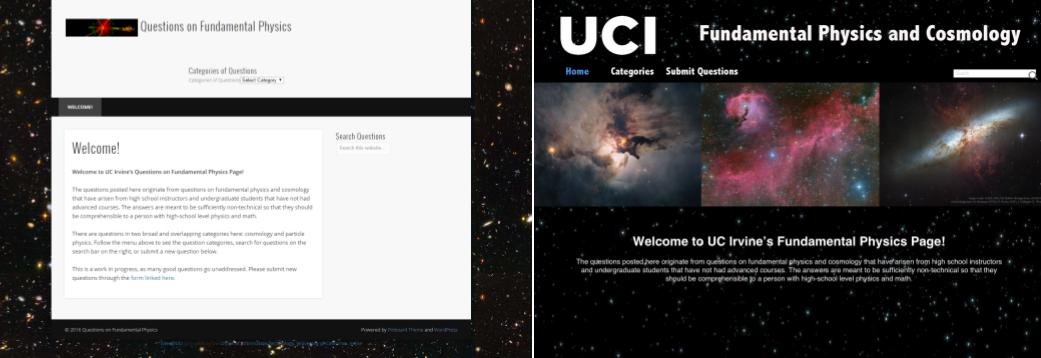 Questions on Fundamental Physics
Categories of Questions
Categories of Questions Select Category
WELCOME!
Welcome!
Welcome to UC Irvine's Questions on Fundamental Physics Page!
The questions posted here originate from questions on fundamental physics and cosmology
that have arisen from high school instructors and undergraduate students that have not had
advanced courses. The answers are meant to be sufficiently non-technical so that they should
be comprehensible to a person with high-school level physics and math.
There are questions in two broad and overlapping categories here: cosmology and particle
physics. Follow the menu above to see the question categories, search for questions on the
search bar on the right, or submit a new question below.
This is a work in progress, as many good questions go unaddressed. Please submit new
questions through the form linked here.
Search Questions
Search this website...
© 2016 Questions on Fundamental Physics
Powered by Pinboard Theme and WordPress
UCI
Fundamental Physics and Cosmology
Home Categories Submit Questions
Welcome to UC Irvine's Fundamental Physics Page!
The questions posted here originate from questions on fundamental physics and cosmology that have arisen from high school instructors
and undergraduate students that have not had advanced courses. The answers are meant to be sufficiently non-technical so that they
should be comprehensible to a person with high-school level physics and math.